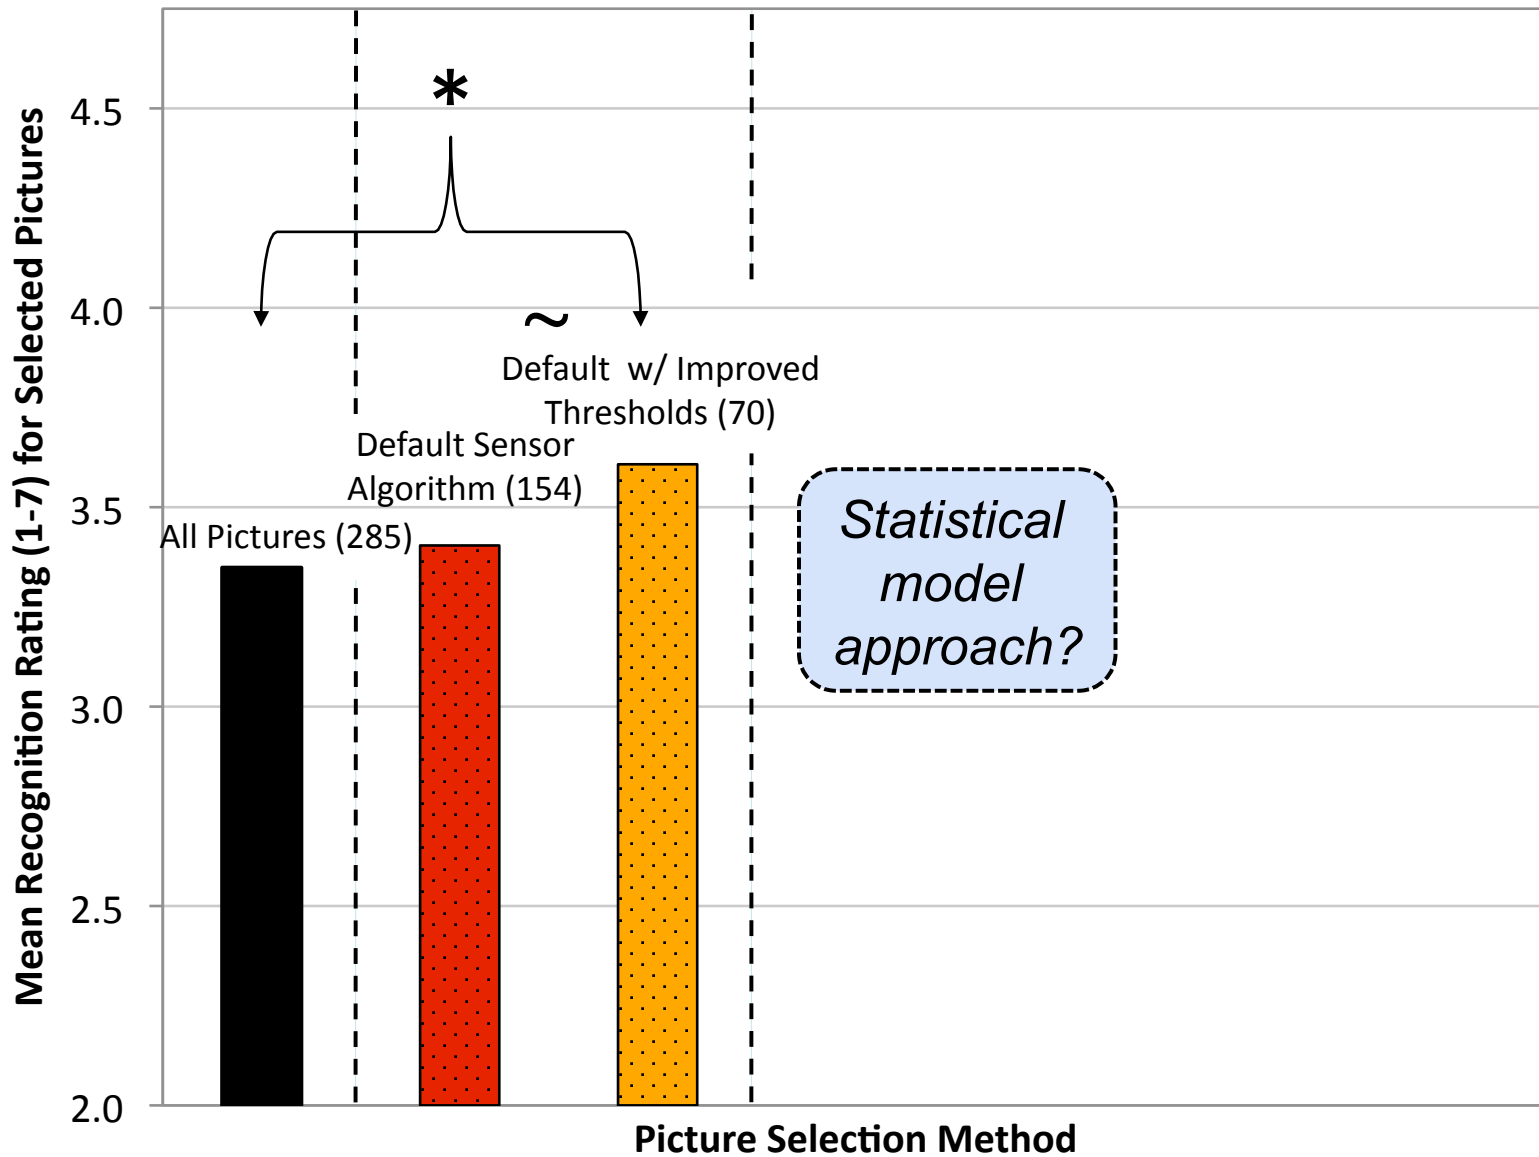 Mean Recognition Rating (1-7) for Selected Pictures
4.5
4.0
3.5
3.0
2.5
2.0
*
~
Default w/ Improved
Thresholds (70)
Default Sensor
Algorithm (154)
All Pictures (285)
Statistical
model
approach?
Picture Selection Method